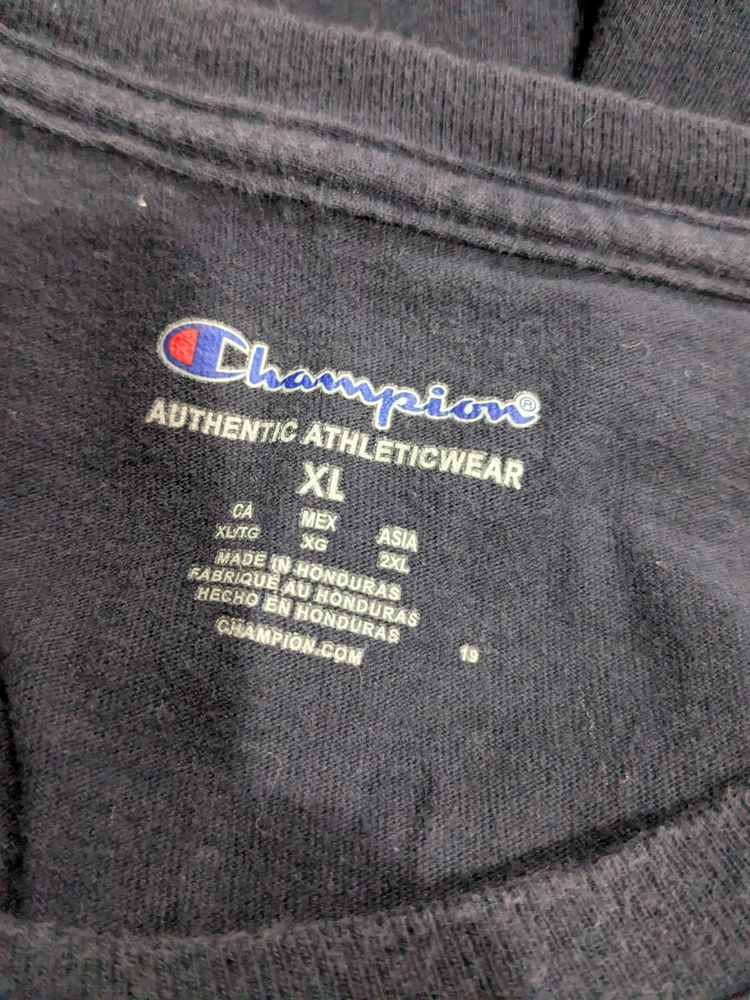 Champion®
AUTHENTIC ATHLETICWEAR
XL
CA MEX ASIA
XL/TG XG 2XL
MADE IN HONDURAS
FABRIQUÉ AU HONDURAS
HECHO EN HONDURAS
CHAMPION.COM 19